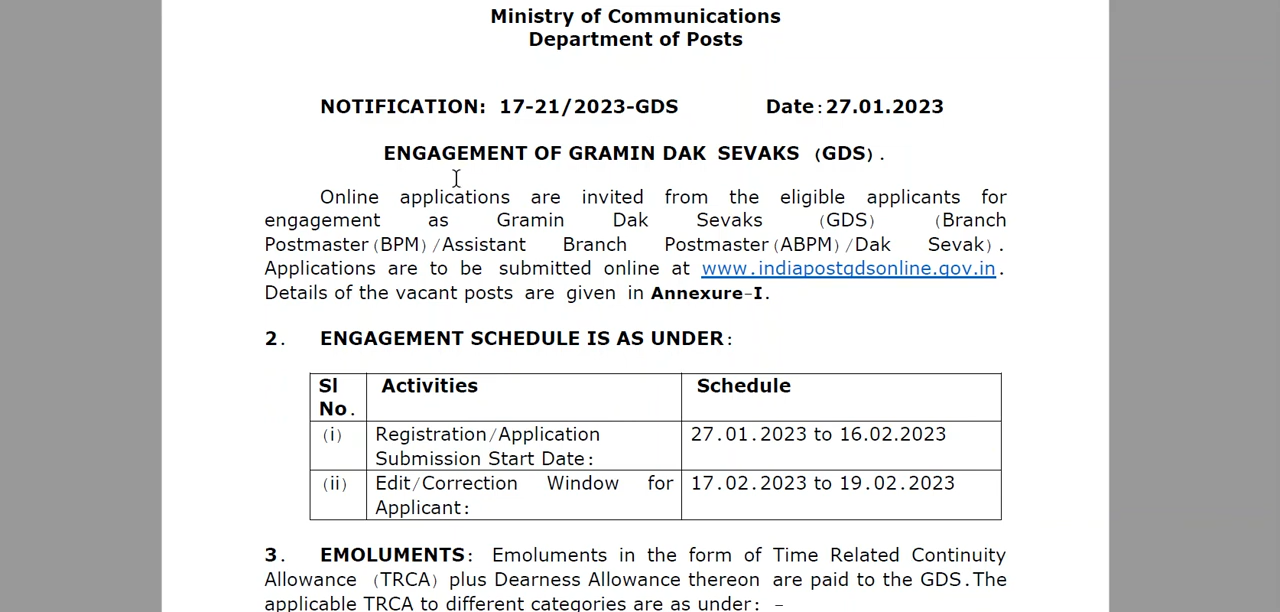 Ministry of Communications
Department of Posts
NOTIFICATION: 17-21/2023-GDS Date:27.01.2023
ENGAGEMENT OF GRAMIN DAK SEVAKS (GDS).
Online applications are invited from the eligible applicants for
engagement as Gramin Dak Sevaks (GDS) (Branch
Postmaster(BPM)/Assistant Branch Postmaster(ABPM)/Dak Sevak).
Applications are to be submitted online at www.indiapostgdsonline.gov.in.
Details of the vacant posts are given in Annexure-I.
2. ENGAGEMENT SCHEDULE IS AS UNDER:
Sl Activities Schedule
No.
(i) Registration/Application 27.01.2023 to 16.02.2023
Submission Start Date:
(ii) Edit/Correction Window for 17.02.2023 to 19.02.2023
Applicant:
3. EMOLUMENTS: Emoluments in the form of Time Related Continuity
Allowance (TRCA) plus Dearness Allowance thereon are paid to the GDS.The
applicable TRCA to different categories are as under: –